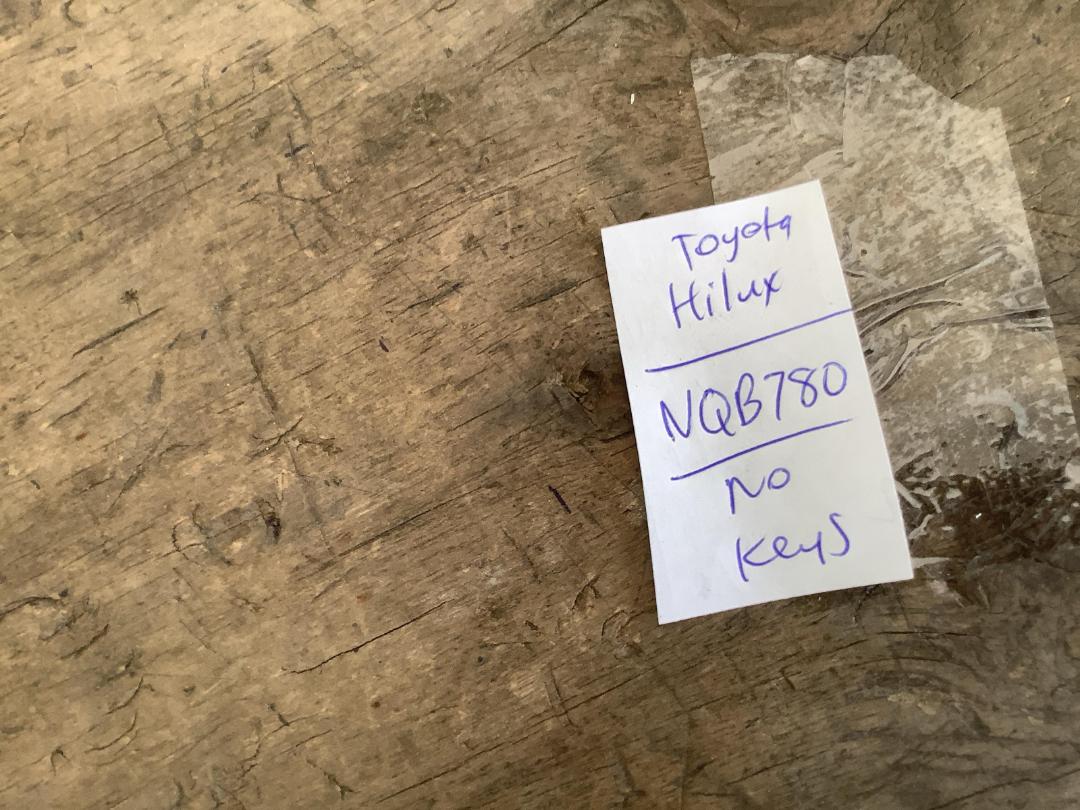 Toyota
Hilux
NQB780
No
Keys